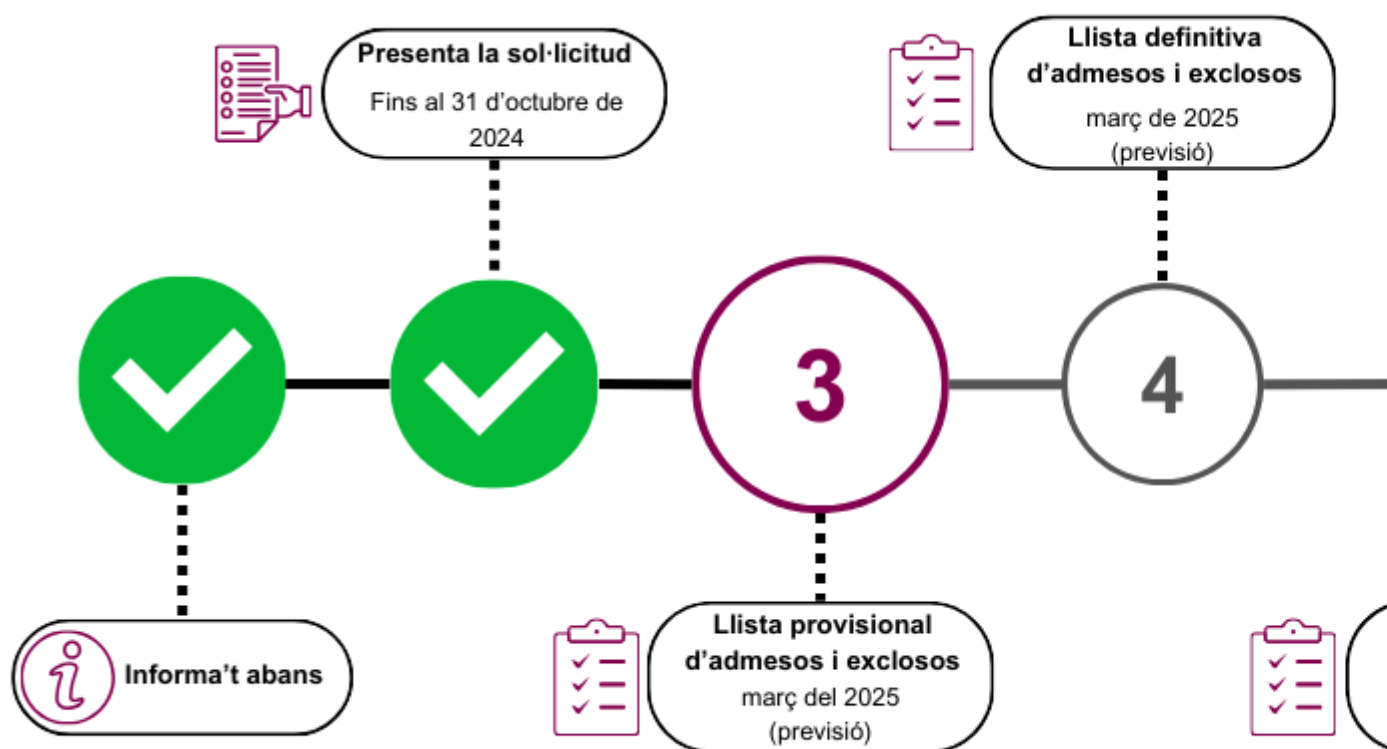 Presenta la sol·licitud
Fins al 31 d'octubre de
2024
Llista definitiva
d'admesos i exclosos
març de 2025
(previsió)
3
4
Informa't abans
Llista provisional
d'admesos i exclosos
març del 2025
(previsió)